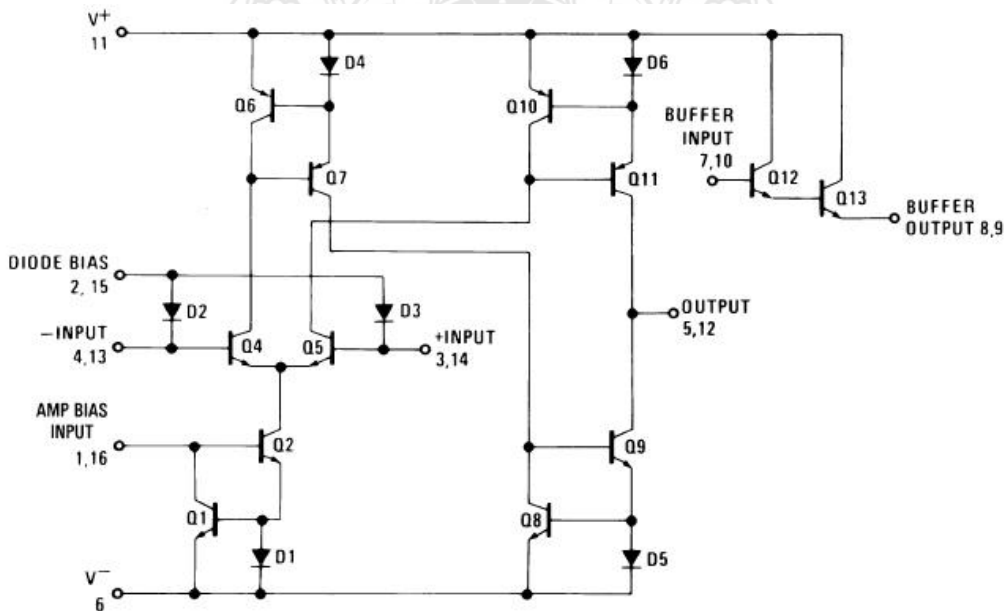 V+
11
D4
D6
Q6
Q10
BUFFER
INPUT
7,10
Q7
Q11
Q12
Q13
BUFFER
OUTPUT 8,9
DIODE BIAS
2, 15
D2
D3
OUTPUT
5,12
—INPUT
4,13
Q4
Q5
+INPUT
3,14
AMP BIAS
INPUT
1,16
Q2
Q9
Q1
Q8
D1
D5
V—
6